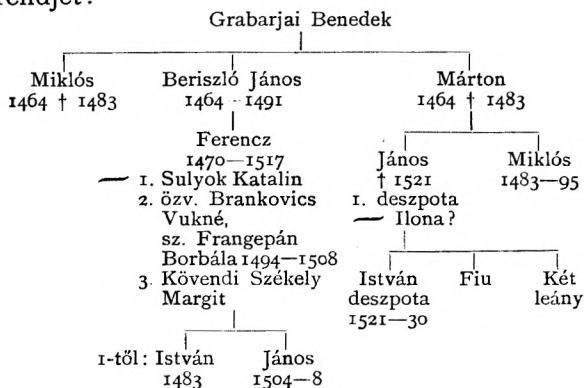 rendjét?
Grabarjai Benedek
Miklós Beriszló János Márton
1464 † 1483 1464 - 1491 1464 † 1483
Ferencz
1470—1517
János Miklós
† 1521 1483—95
— 1. Sulyok Katalin
2. özv. Brankovics
Vukné,
sz. Frangepán
Borbála 1494—1508
3. Kövendi Székely
Margit
1. deszpota
— Ilona?
István Fiu Két
deszpota leány
1521—30
1-től: István János
1483 1504—8